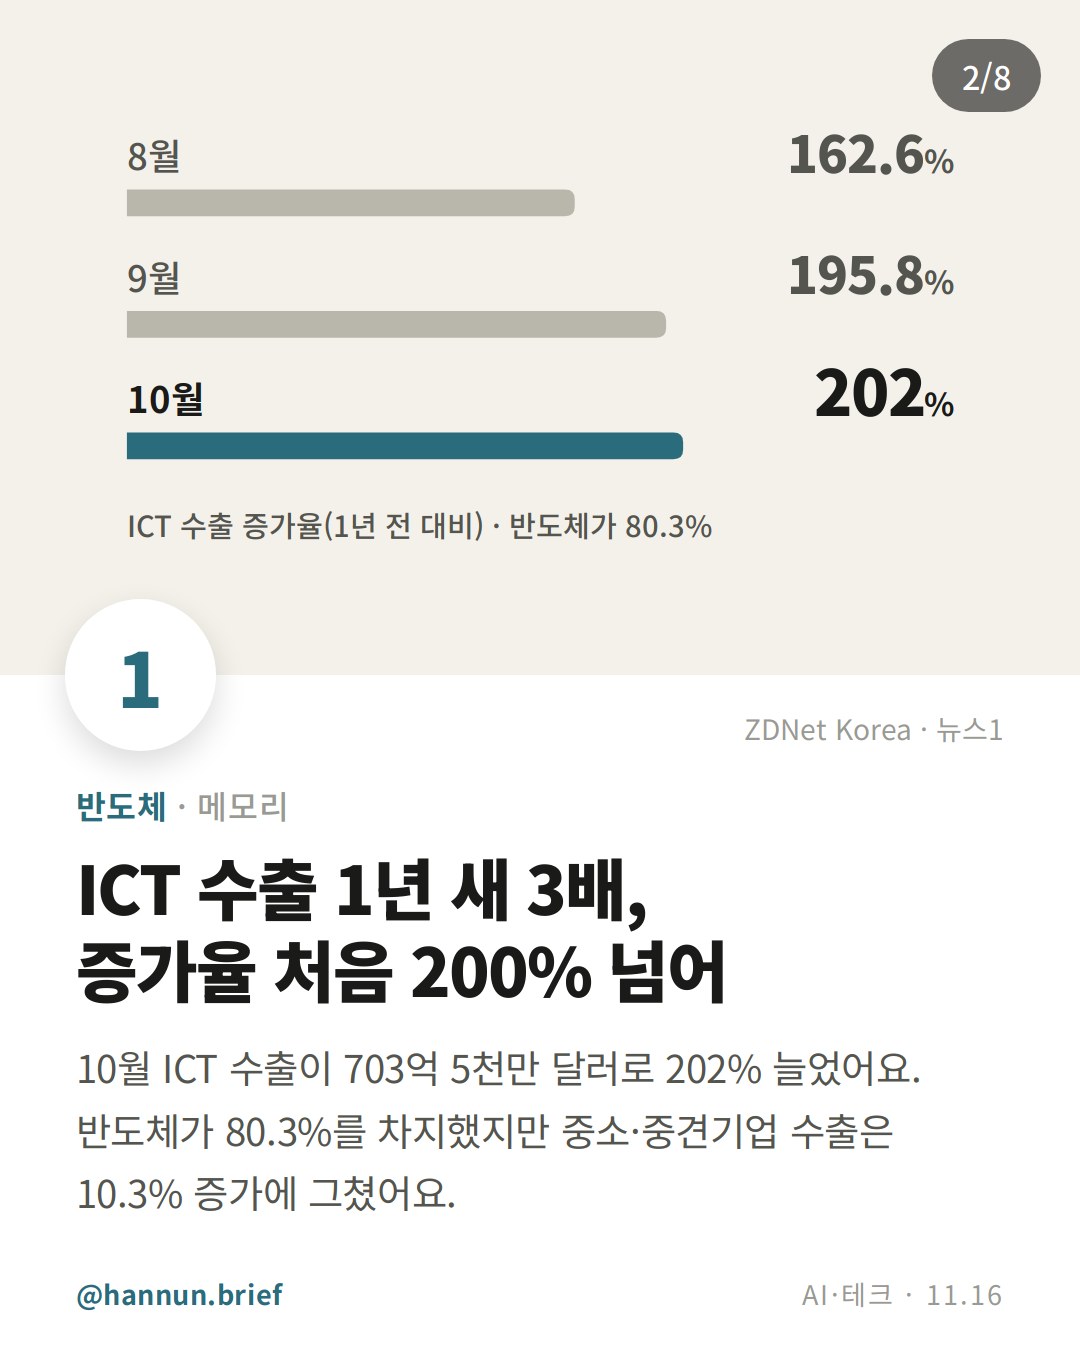 2/8
8월 162.6%
9월 195.8%
10월 202%
ICT 수출 증가율(1년 전 대비) · 반도체가 80.3%
1
ZDNet Korea · 뉴스1
반도체 · 메모리
ICT 수출 1년 새 3배,
증가율 처음 200% 넘어
10월 ICT 수출이 703억 5천만 달러로 202% 늘었어요.
반도체가 80.3%를 차지했지만 중소·중견기업 수출은
10.3% 증가에 그쳤어요.
@hannun.brief
AI·테크 · 11.16